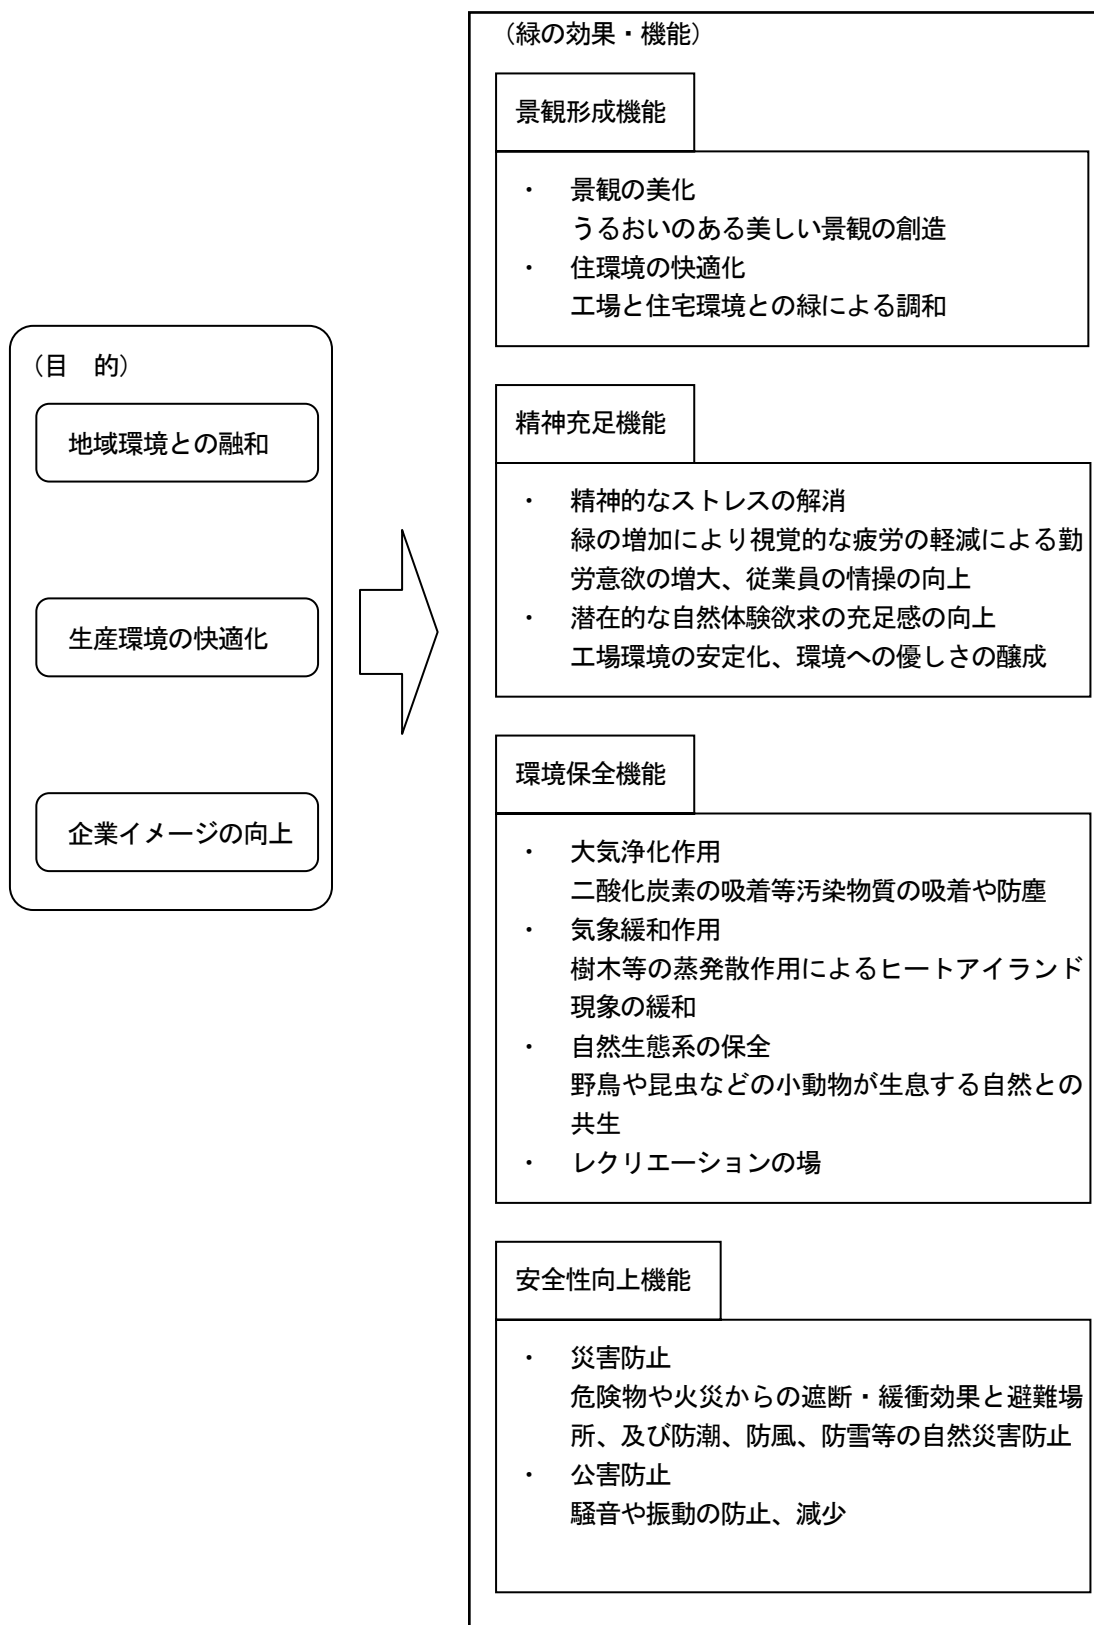 （目　的）
地域環境との融和
生産環境の快適化
企業イメージの向上
（緑の効果・機能）
景観形成機能
・　景観の美化
うるおいのある美しい景観の創造
・　住環境の快適化
工場と住宅環境との緑による調和
精神充足機能
・　精神的なストレスの解消
緑の増加により視覚的な疲労の軽減による勤
労意欲の増大、従業員の情操の向上
・　潜在的な自然体験欲求の充足感の向上
工場環境の安定化、環境への優しさの醸成
環境保全機能
・　大気浄化作用
二酸化炭素の吸着等汚染物質の吸着や防塵
・　気象緩和作用
樹木等の蒸発散作用によるヒートアイランド
現象の緩和
・　自然生態系の保全
野鳥や昆虫などの小動物が生息する自然との
共生
・　レクリエーションの場
安全性向上機能
・　災害防止
危険物や火災からの遮断・緩衝効果と避難場
所、及び防潮、防風、防雪等の自然災害防止
・　公害防止
騒音や振動の防止、減少